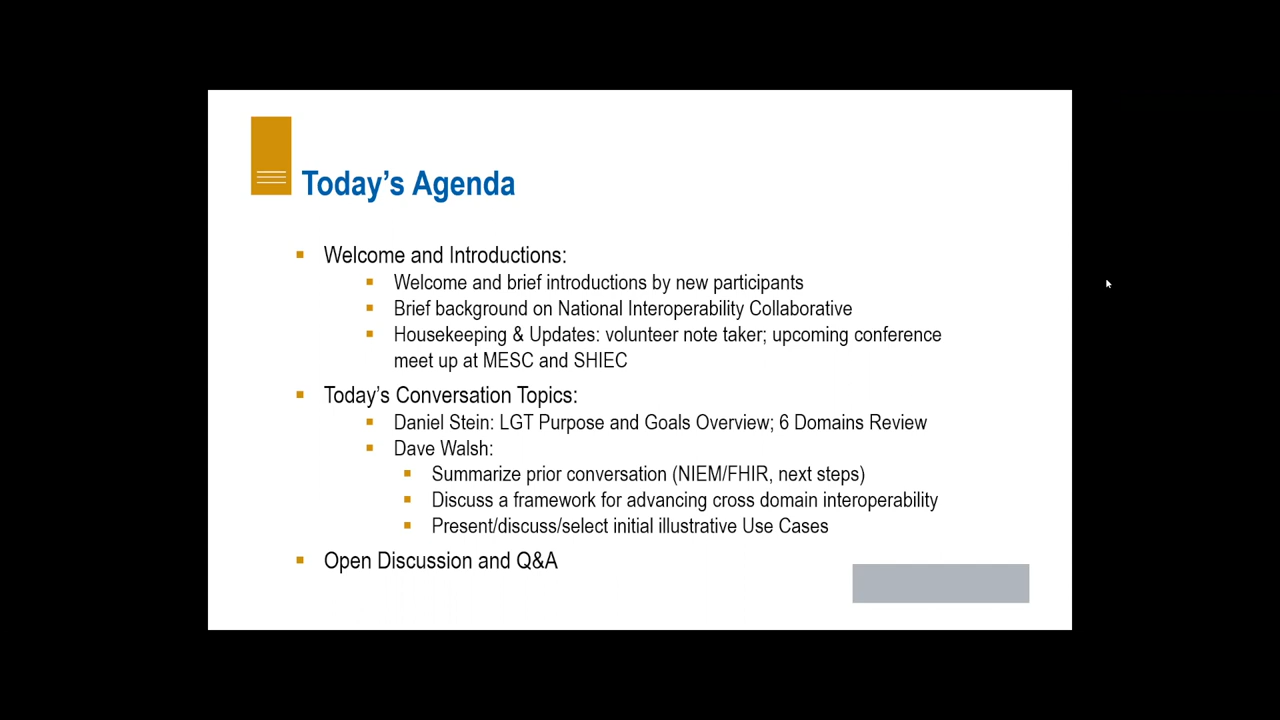 Today's Agenda
Welcome and Introductions:
Welcome and brief introductions by new participants
Brief background on National Interoperability Collaborative
Housekeeping & Updates: volunteer note taker; upcoming conference
meet up at MESC and SHIEC
Today's Conversation Topics:
Daniel Stein: LGT Purpose and Goals Overview; 6 Domains Review
Dave Walsh:
Summarize prior conversation (NIEM/FHIR, next steps)
Discuss a framework for advancing cross domain interoperability
Present/discuss/select initial illustrative Use Cases
Open Discussion and Q&A